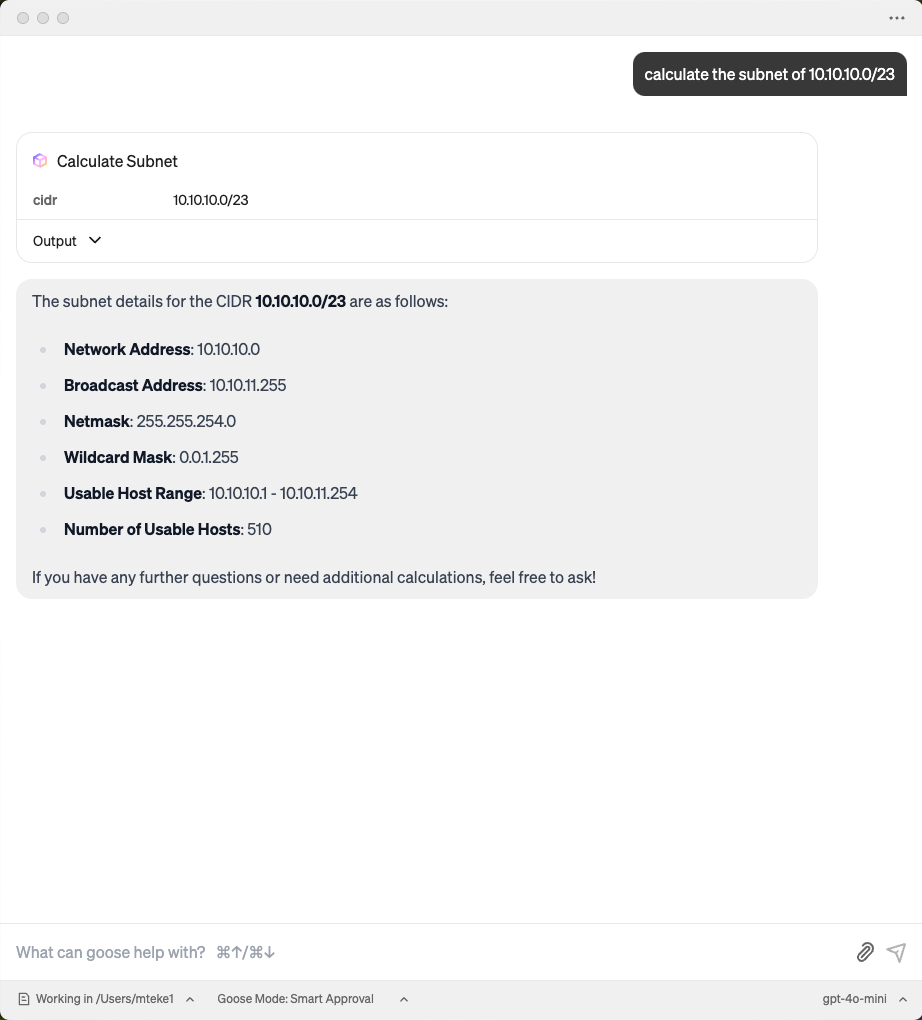 calculate the subnet of 10.10.10.0/23
Calculate Subnet
cidr 10.10.10.0/23
Output
The subnet details for the CIDR 10.10.10.0/23 are as follows:
Network Address: 10.10.10.0
Broadcast Address: 10.10.11.255
Netmask: 255.255.254.0
Wildcard Mask: 0.0.1.255
Usable Host Range: 10.10.10.1 - 10.10.11.254
Number of Usable Hosts: 510
If you have any further questions or need additional calculations, feel free to ask!
What can goose help with? ⌘↑/⌘↓
Working in /Users/mteke1 Goose Mode: Smart Approval gpt-4o-mini